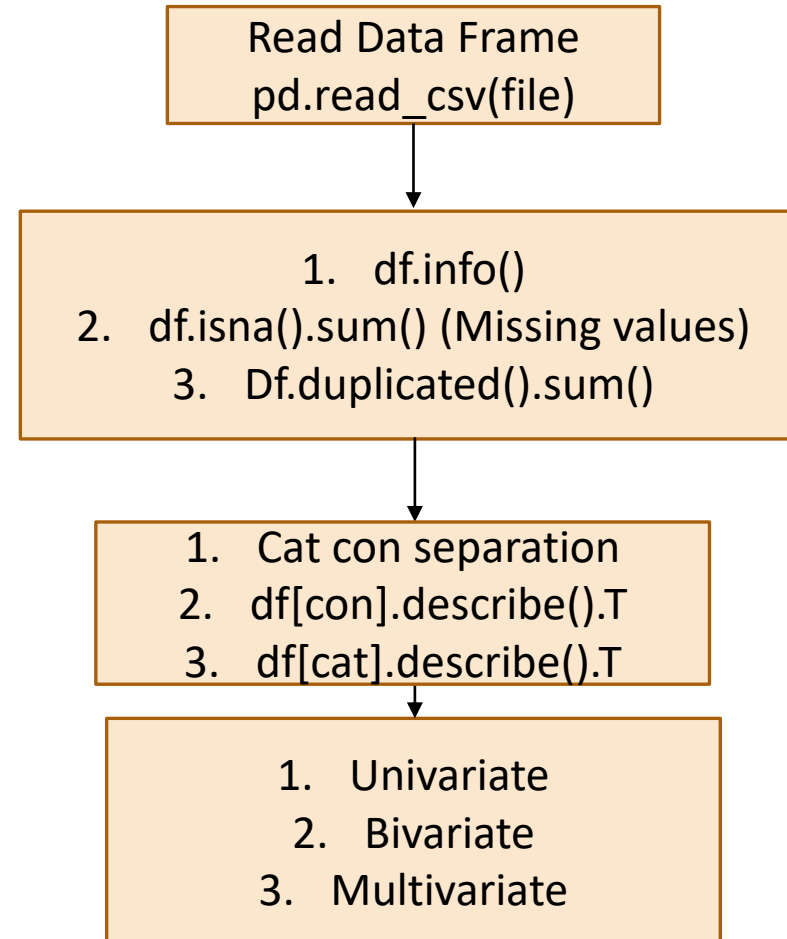 Read Data Frame
pd.read_csv(file)
1. df.info()
2. df.isna().sum() (Missing values)
3. Df.duplicated().sum()
1. Cat con separation
2. df[con].describe().T
3. df[cat].describe().T
1. Univariate
2. Bivariate
3. Multivariate